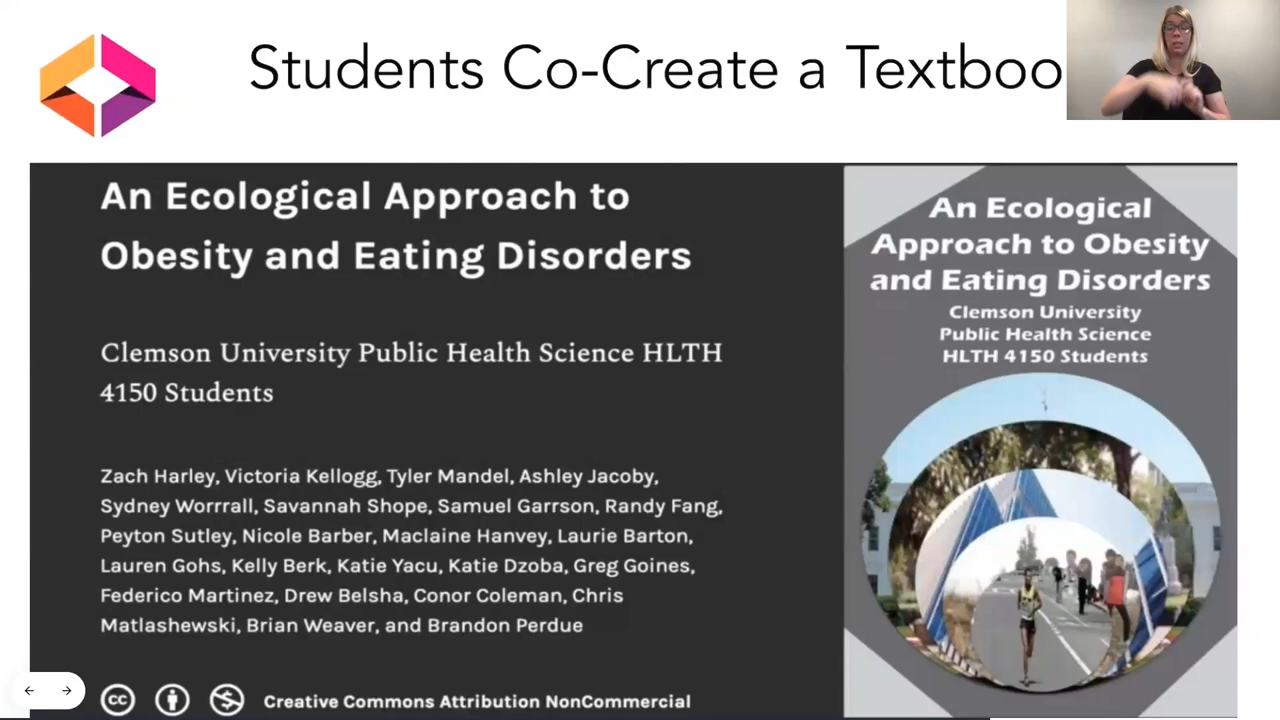 Students Co-Create a Textboo
An Ecological Approach to
Obesity and Eating Disorders
Clemson University Public Health Science HLTH
4150 Students
Zach Harley, Victoria Kellogg, Tyler Mandel, Ashley Jacoby,
Sydney Worrrall, Savannah Shope, Samuel Garrson, Randy Fang,
Peyton Sutley, Nicole Barber, Maclaine Hanvey, Laurie Barton,
Lauren Gohs, Kelly Berk, Katie Yacu, Katie Dzoba, Greg Goines,
Federico Martinez, Drew Belsha, Conor Coleman, Chris
Matlashewski, Brian Weaver, and Brandon Perdue
cc
Creative Commons Attribution NonCommercial
An Ecological
Approach to Obesity
and Eating Disorders
Clemson University
Public Health Science
HLTH 4150 Students